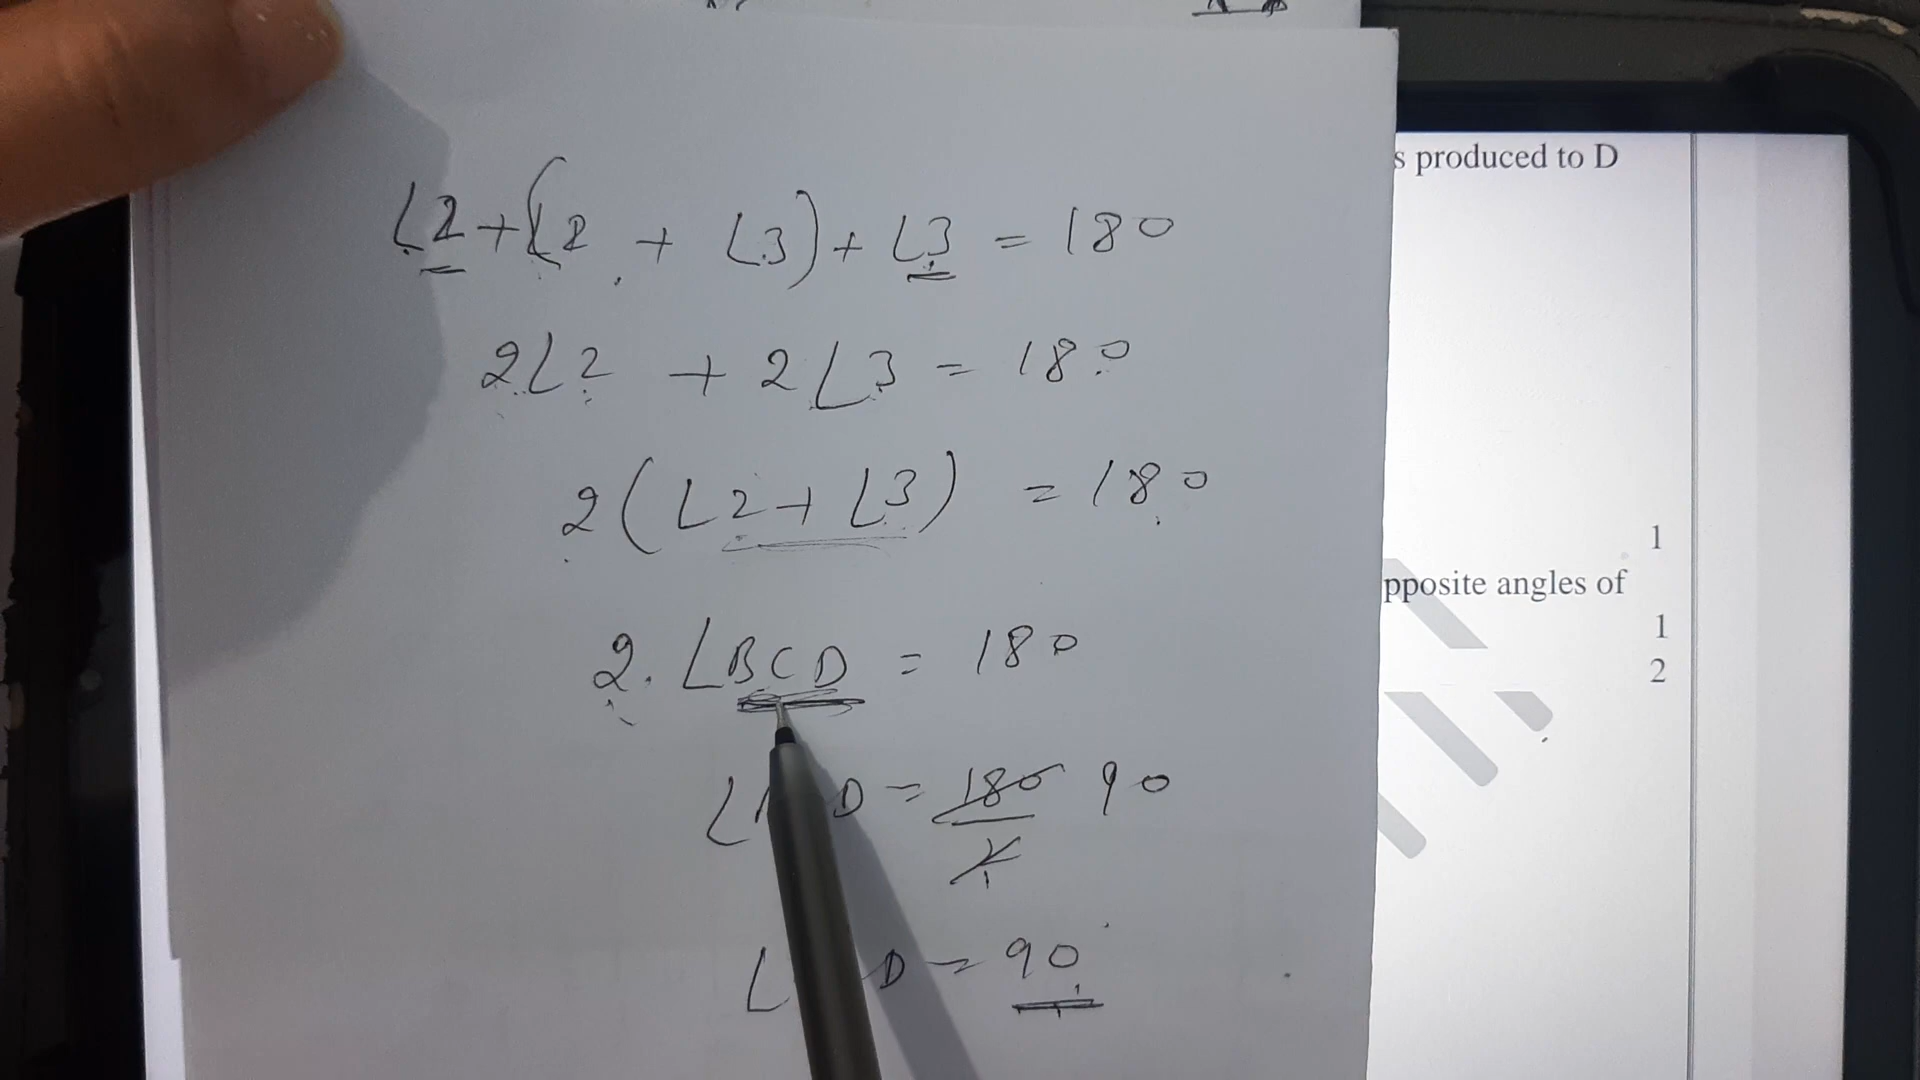 ∠2 + (∠2 + ∠3) + ∠3 = 180
2∠2 + 2∠3 = 180
2(∠2 + ∠3) = 180
2. ∠BCD = 180
D = 180 90
D = 90
s produced to D
1
pposite angles of
1
2